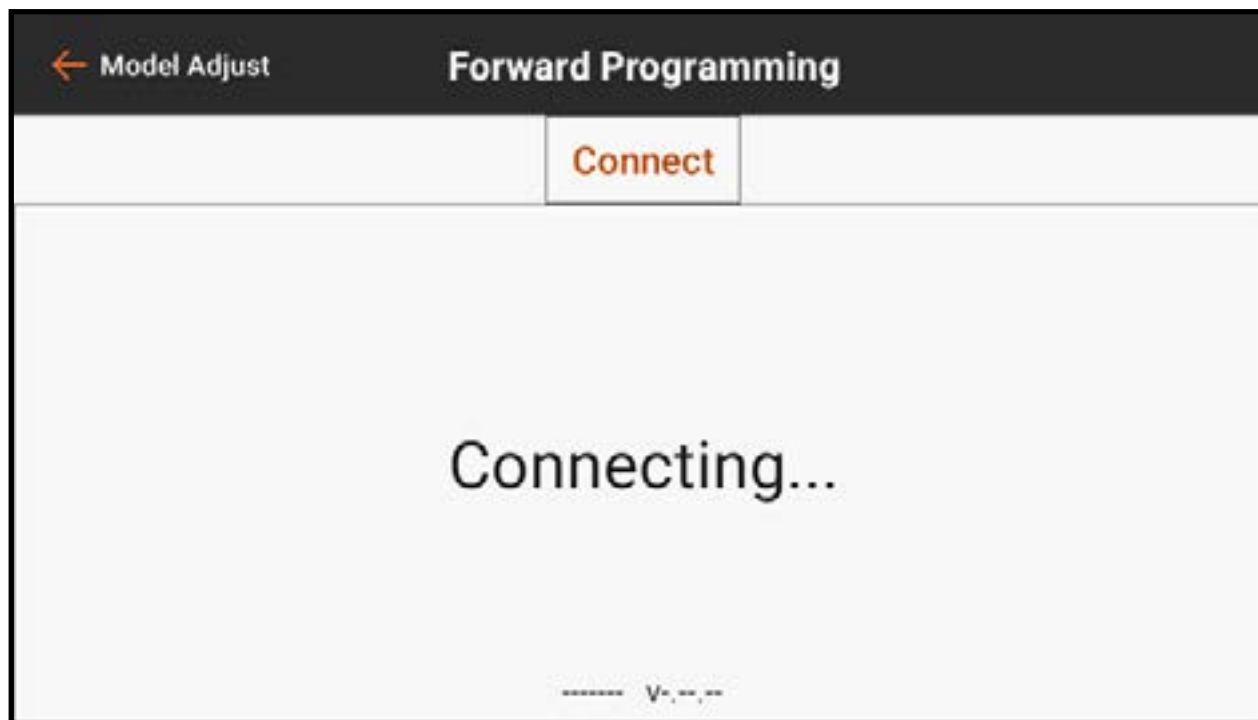 Model Adjust
Forward Programming
Connect
Connecting...
------- v-.--.--